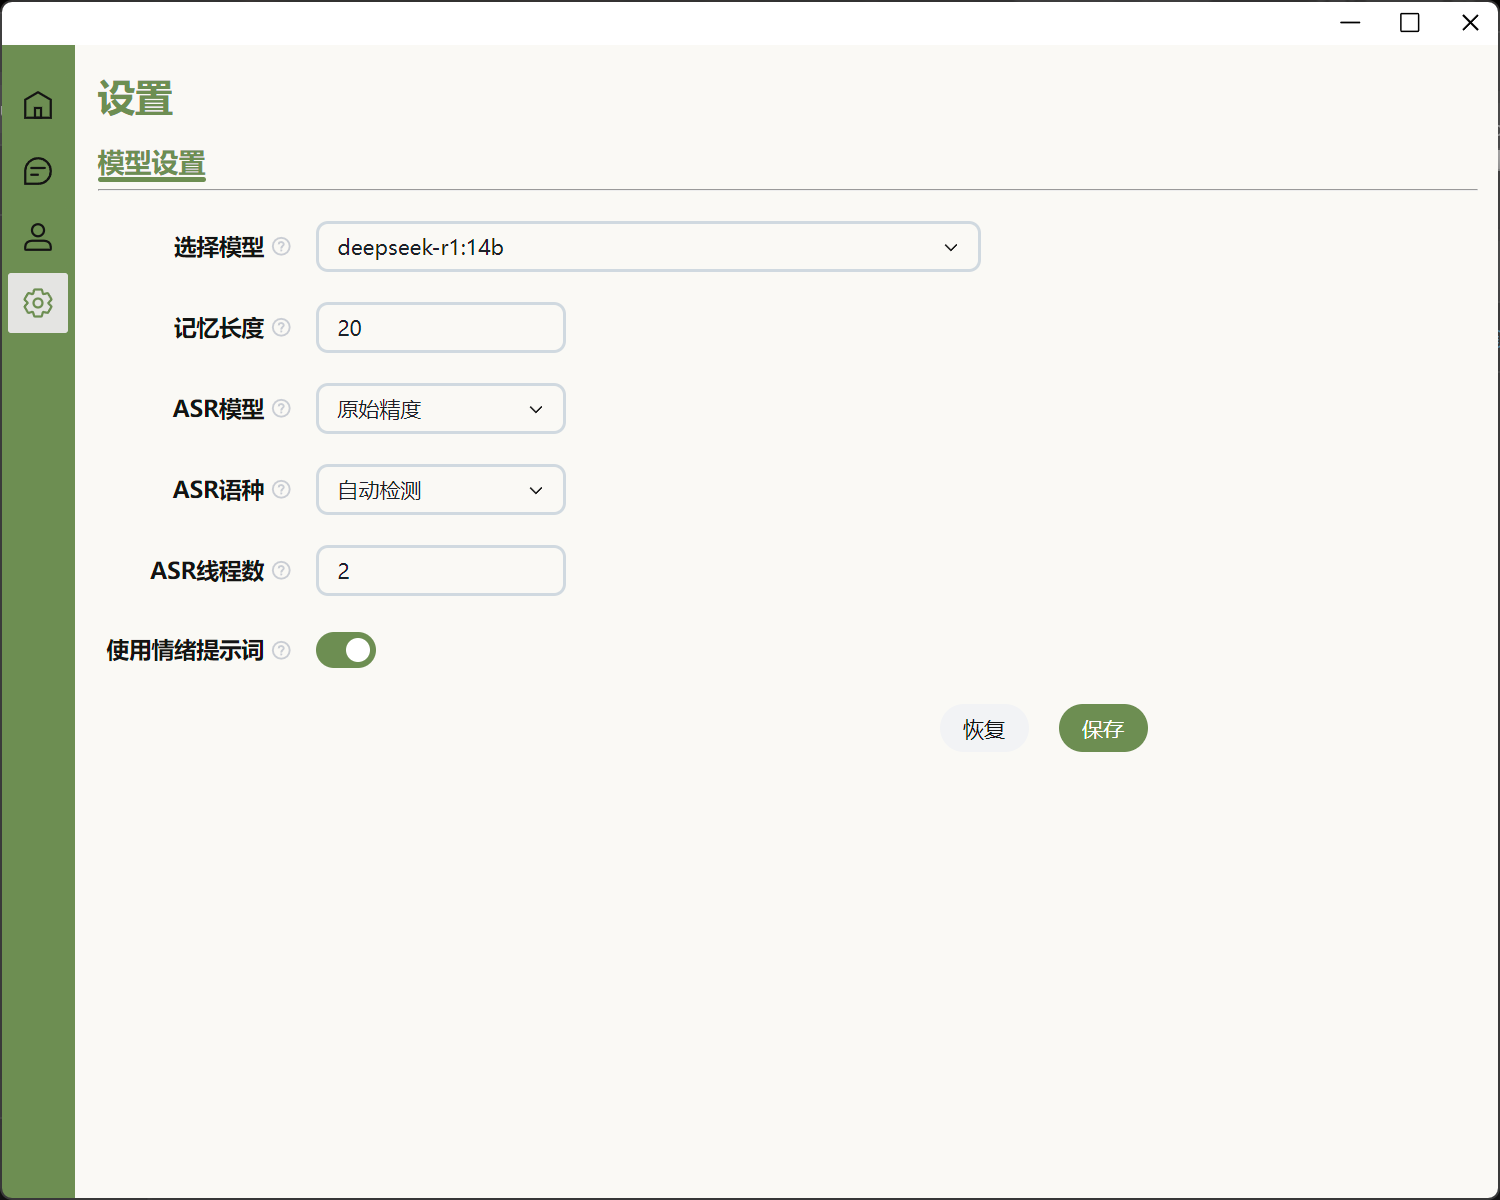 设置
模型设置
选择模型 deepseek-r1:14b
记忆长度 20
ASR模型 原始精度
ASR语种 自动检测
ASR线程数 2
使用情绪提示词
恢复 保存